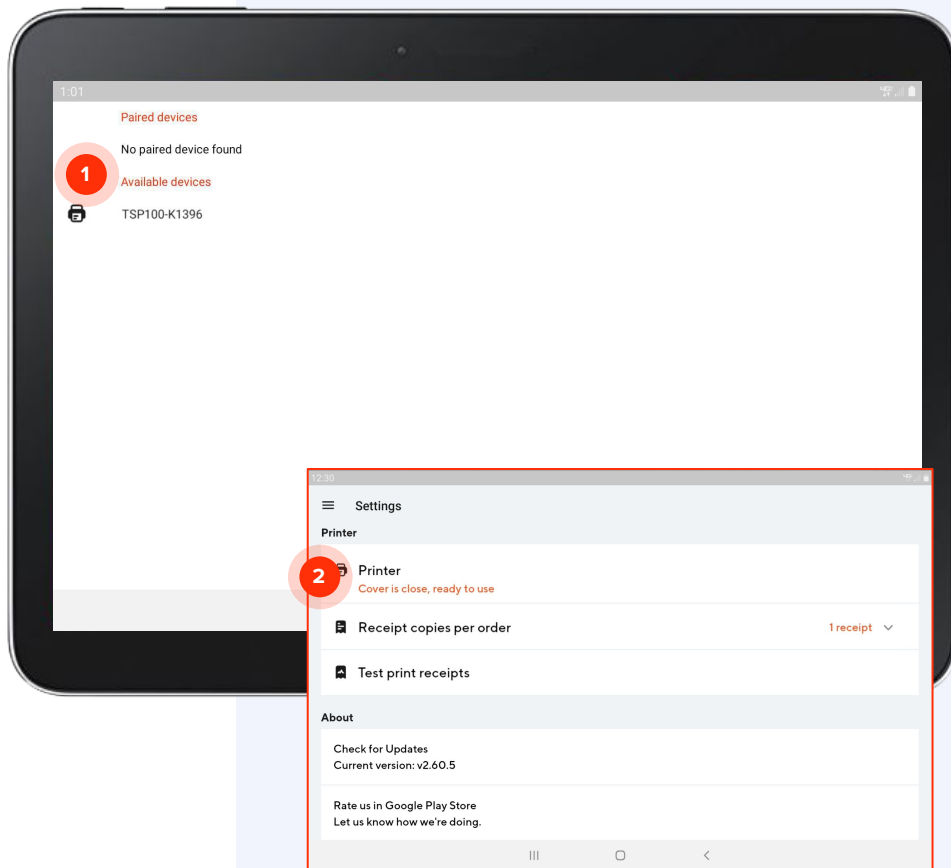 1:01
Paired devices
No paired device found
1
Available devices
TSP100-K1396
12:30
Settings
Printer
2
Printer
Cover is close, ready to use
Receipt copies per order
1 receipt
Test print receipts
About
Check for Updates
Current version: v2.60.5
Rate us in Google Play Store
Let us know how we're doing.